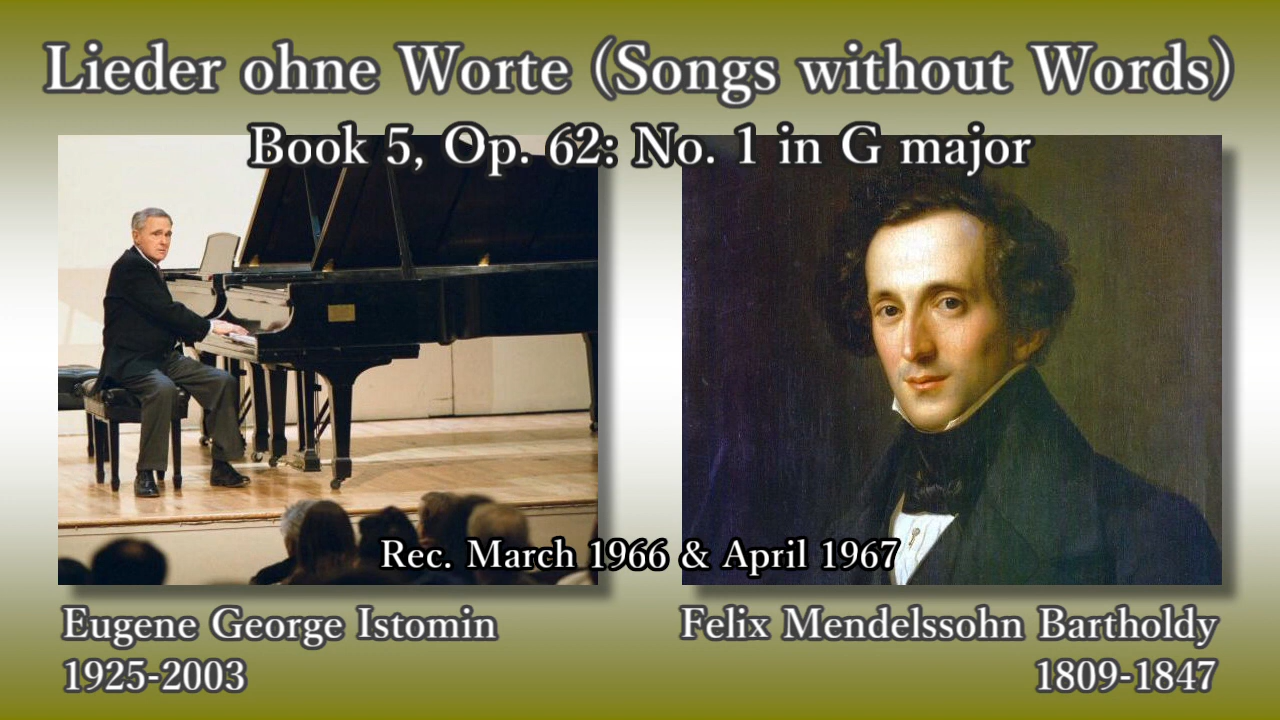 Lieder ohne Worte (Songs without Words)
Book 5, Op. 62: No. 1 in G major
Rec. March 1966 & April 1967
Eugene George Istomin
1925-2003
Felix Mendelssohn Bartholdy
1809-1847